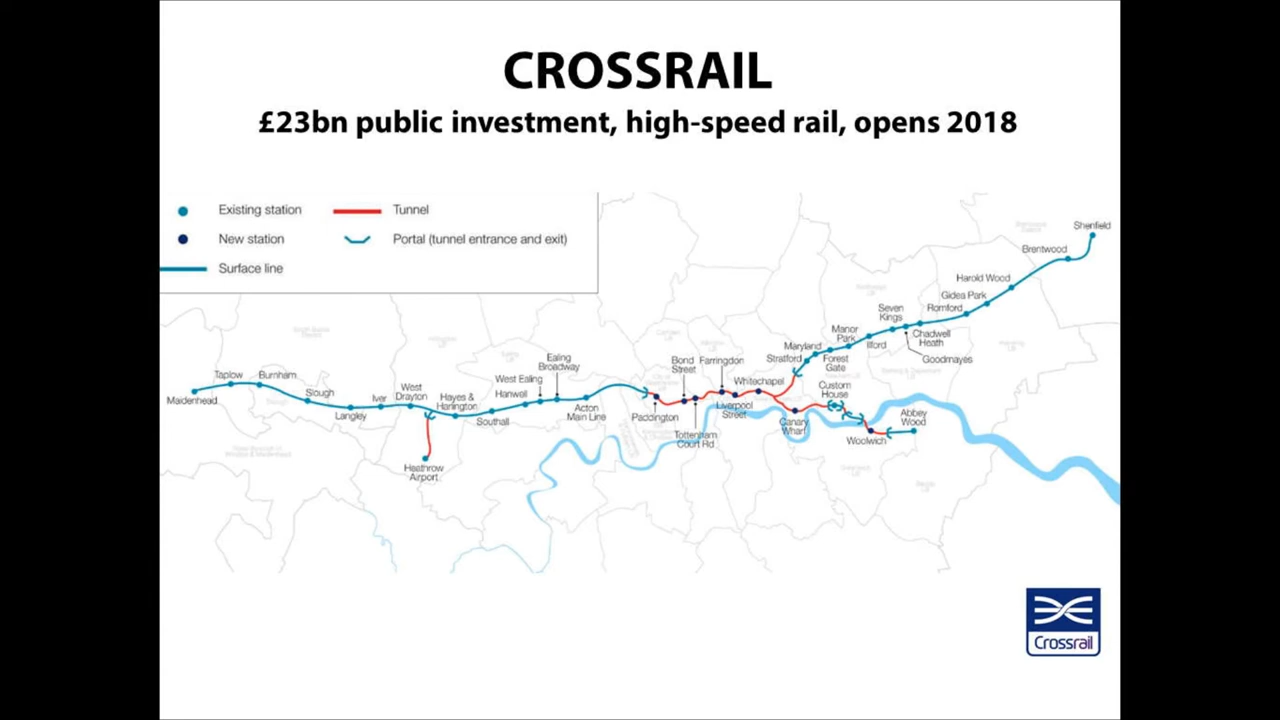 CROSSRAIL
£23bn public investment, high-speed rail, opens 2018
Existing station
Tunnel
New station
Portal (tunnel entrance and exit)
Surface line
Shenfield
Brentwood
Harold Wood
Gidea Park
Romford
Seven
Kings
Chadwell
Heath
Goodmayes
Ilford
Manor
Park
Forest
Gate
Maryland
Stratford
Custom
House
Whitechapel
Farringdon
Bond
Street
Liverpool
Street
Tottenham
Court Rd
Paddington
Canary
Wharf
Woolwich
Abbey
Wood
Ealing
Broadway
West Ealing
Hanwell
Acton
Main Line
Southall
Hayes &
Harlington
West
Drayton
Iver
Langley
Slough
Burnham
Taplow
Maidenhead
Heathrow
Airport
Crossrail